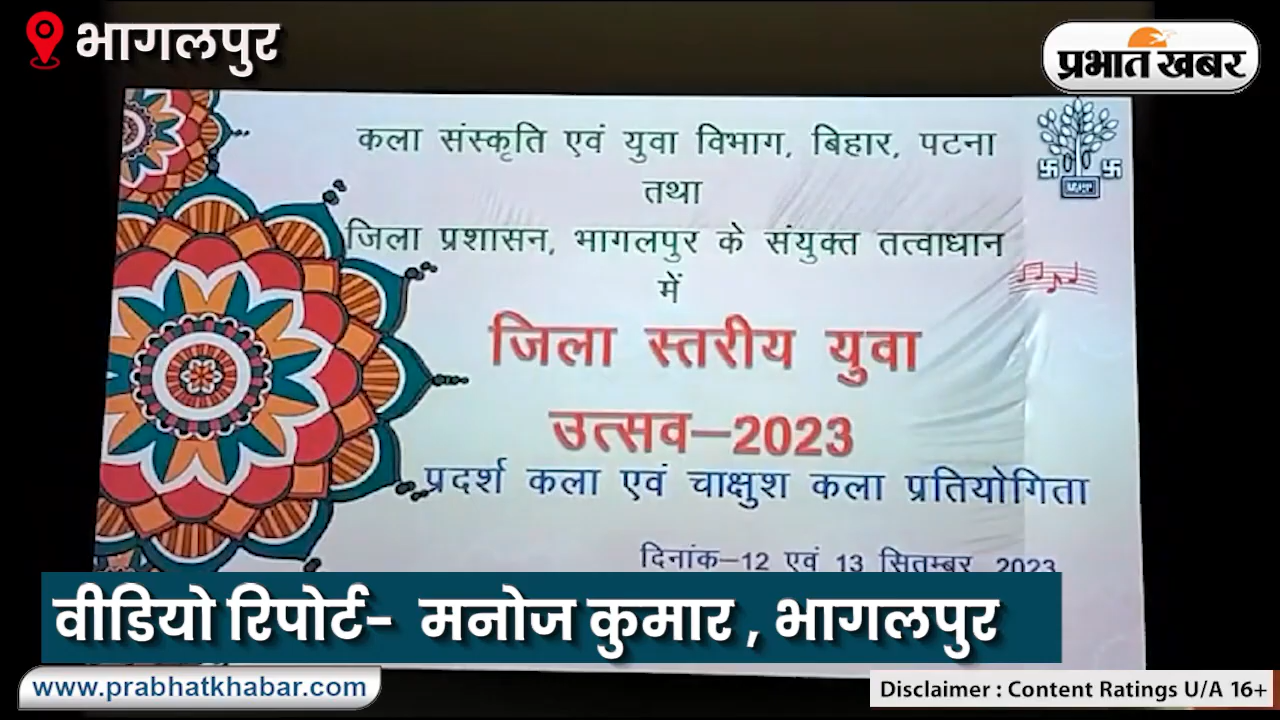 भागलपुर
प्रभात खबर
कला संस्कृति एवं युवा विभाग, बिहार, पटना
तथा
जिला प्रशासन, भागलपुर के संयुक्त तत्वाधान
में
जिला स्तरीय युवा
उत्सव–2023
प्रदर्श कला एवं चाक्षुश कला प्रतियोगिता
दिनांक–12 एवं 13 सितम्बर, 2023
वीडियो रिपोर्ट- मनोज कुमार , भागलपुर
www.prabhatkhabar.com
Disclaimer : Content Ratings U/A 16+